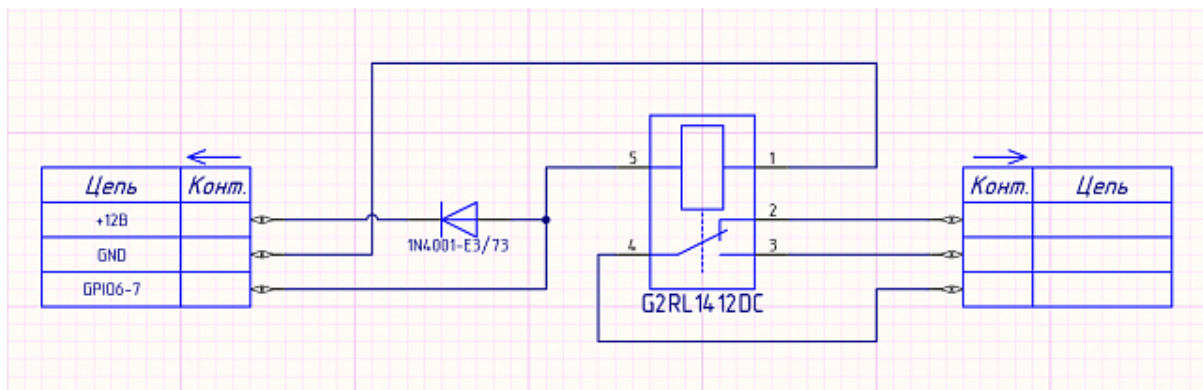 Цепь Конт.
+12В
GND
GPIO6-7
1N4001-E3/73
5
1
2
4
3
G2RL1412DC
Конт. Цепь